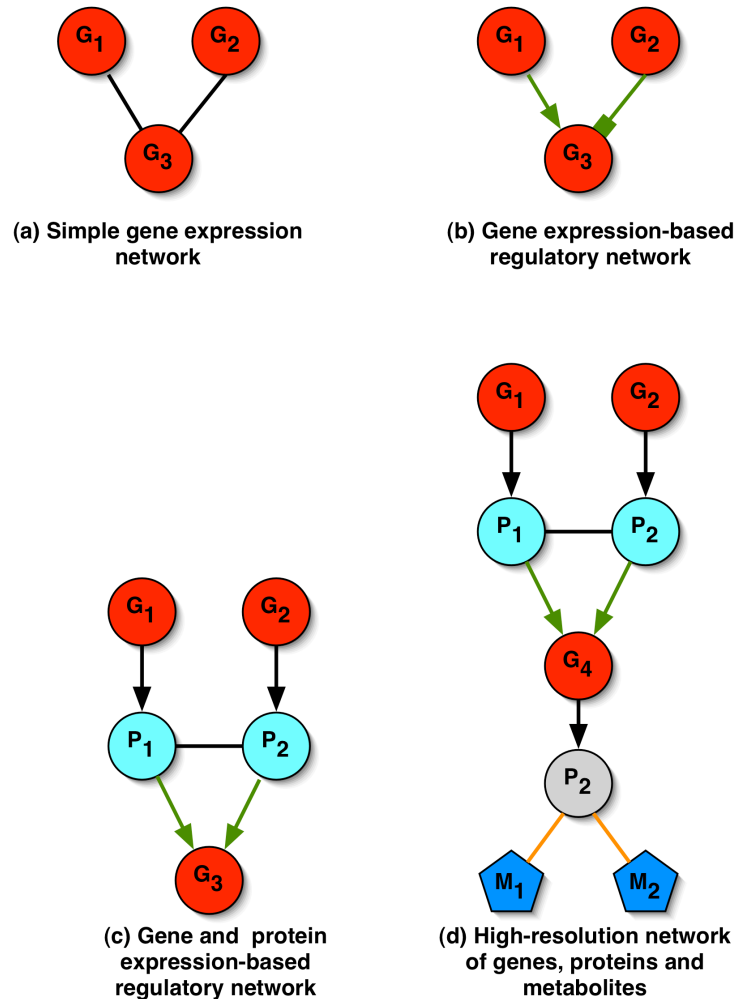 G1 G2
G3
(a) Simple gene expression
network
G1 G2
G3
(b) Gene expression-based
regulatory network
G1 G2
P1 P2
G3
(c) Gene and protein
expression-based
regulatory network
G1 G2
P1 P2
G4
P2
M1 M2
(d) High-resolution network
of genes, proteins and
metabolites